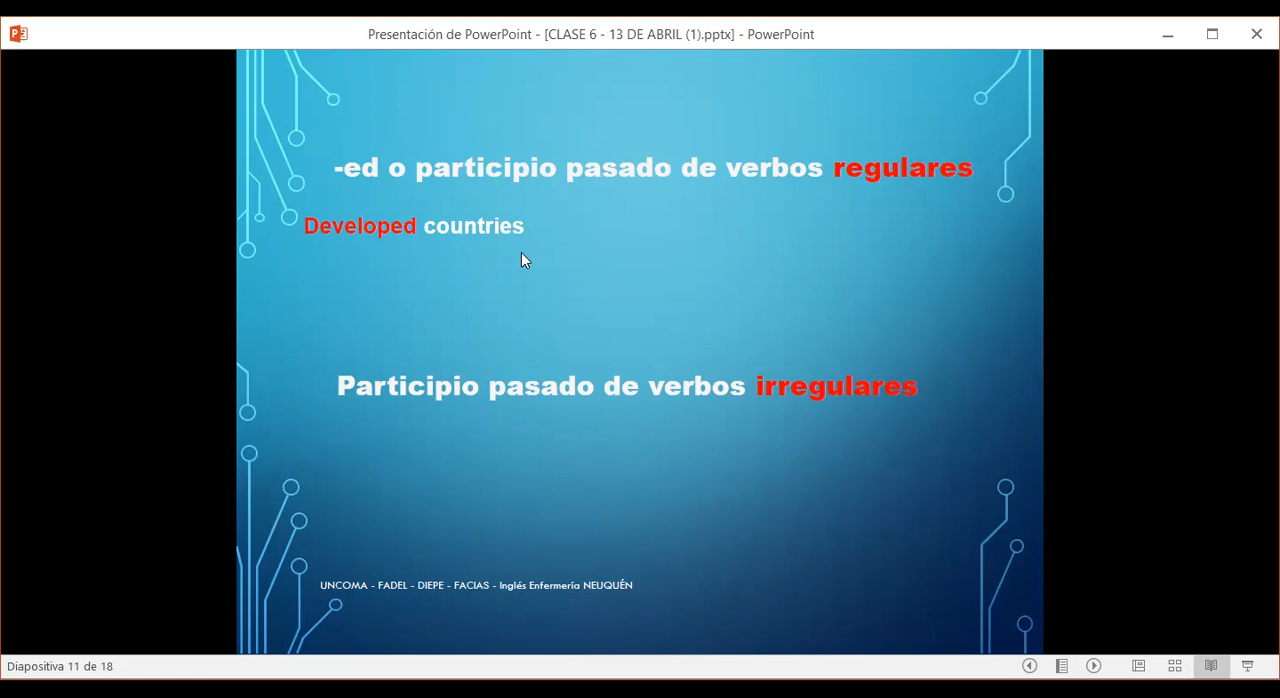 Presentación de PowerPoint - [CLASE 6 - 13 DE ABRIL (1).pptx] - PowerPoint
-ed o participio pasado de verbos regulares
Developed countries
Participio pasado de verbos irregulares
UNCOMA - FADEL - DIEPE - FACIAS - Inglés Enfermería NEUQUÉN
Diapositiva 11 de 18